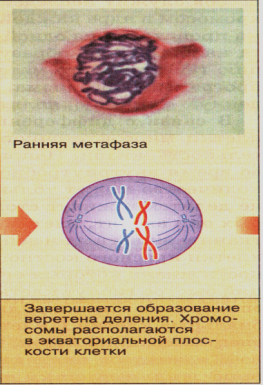 Ранняя метафаза
Завершается образование
веретена деления. Хромо-
сомы располагаются
в экваториальной плос-
кости клетки